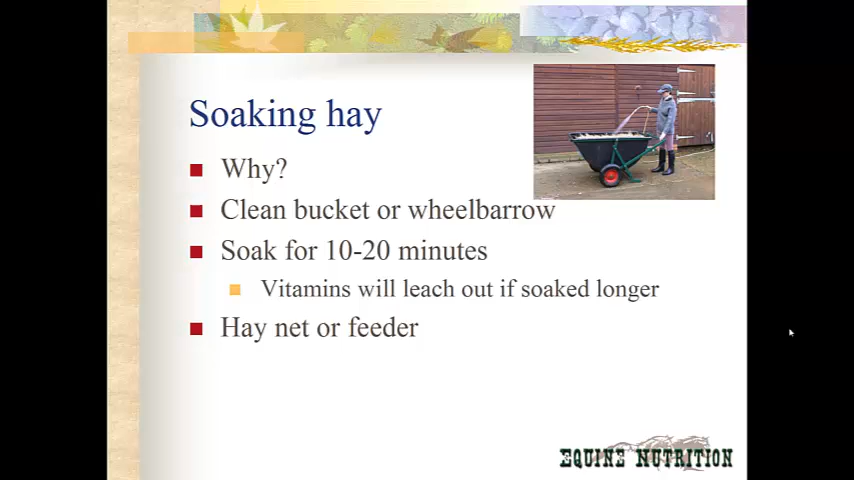 Soaking hay
Why?
Clean bucket or wheelbarrow
Soak for 10-20 minutes
Vitamins will leach out if soaked longer
Hay net or feeder
EQUINE NUTRITION